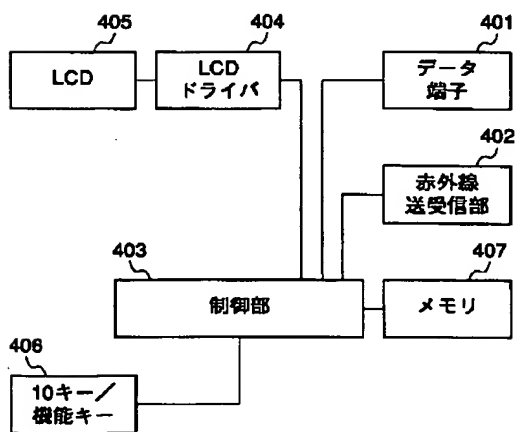 405
LCD
404
LCD
ドライバ
401
データ
端子
402
赤外線
送受信部
403
制御部
407
メモリ
406
10キー／
機能キー